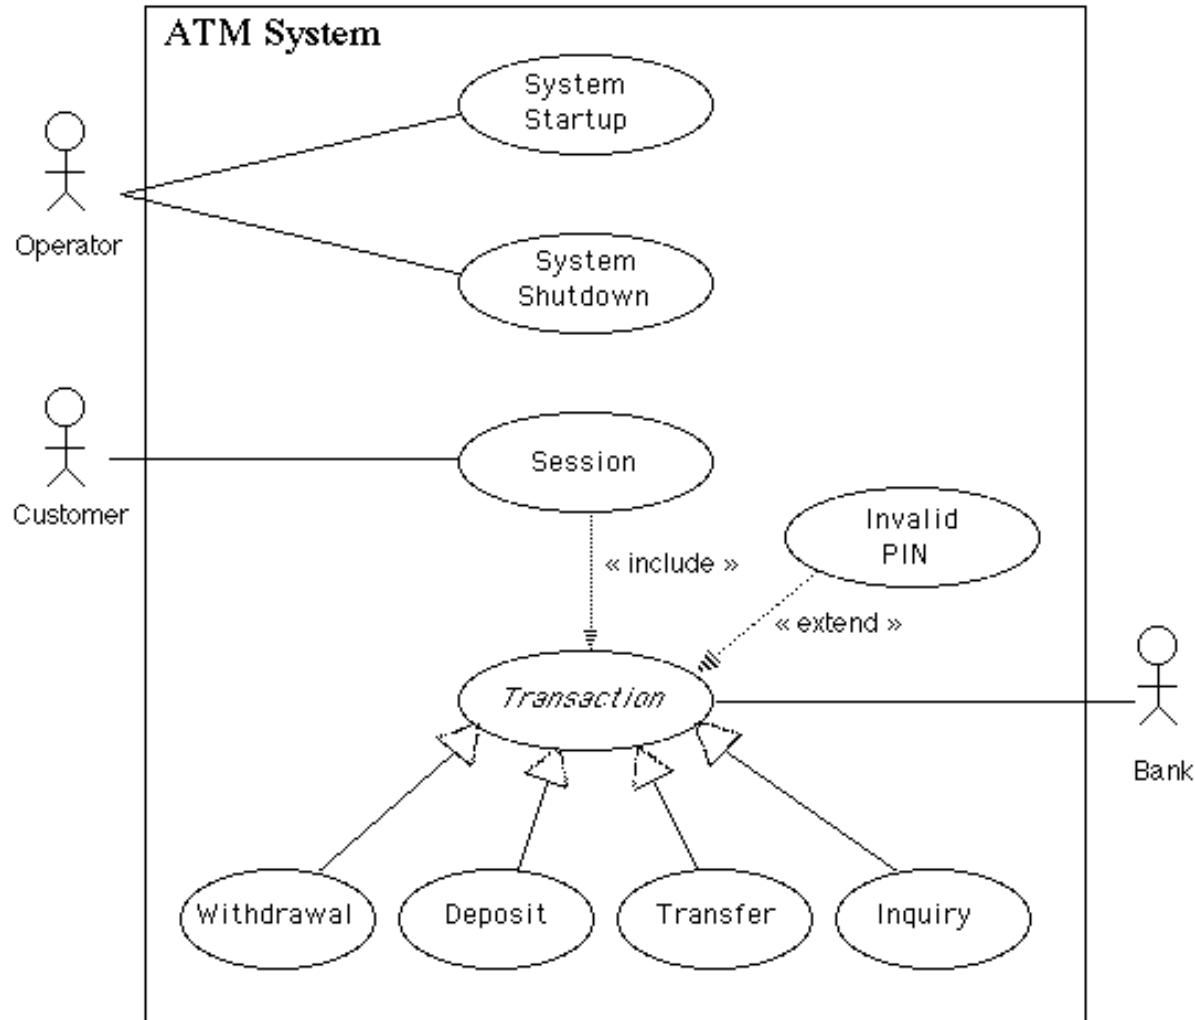 ATM System
System
Startup
Operator
System
Shutdown
Session
Customer
Invalid
PIN
« include »
« extend »
Transaction
Bank
Withdrawal
Deposit
Transfer
Inquiry